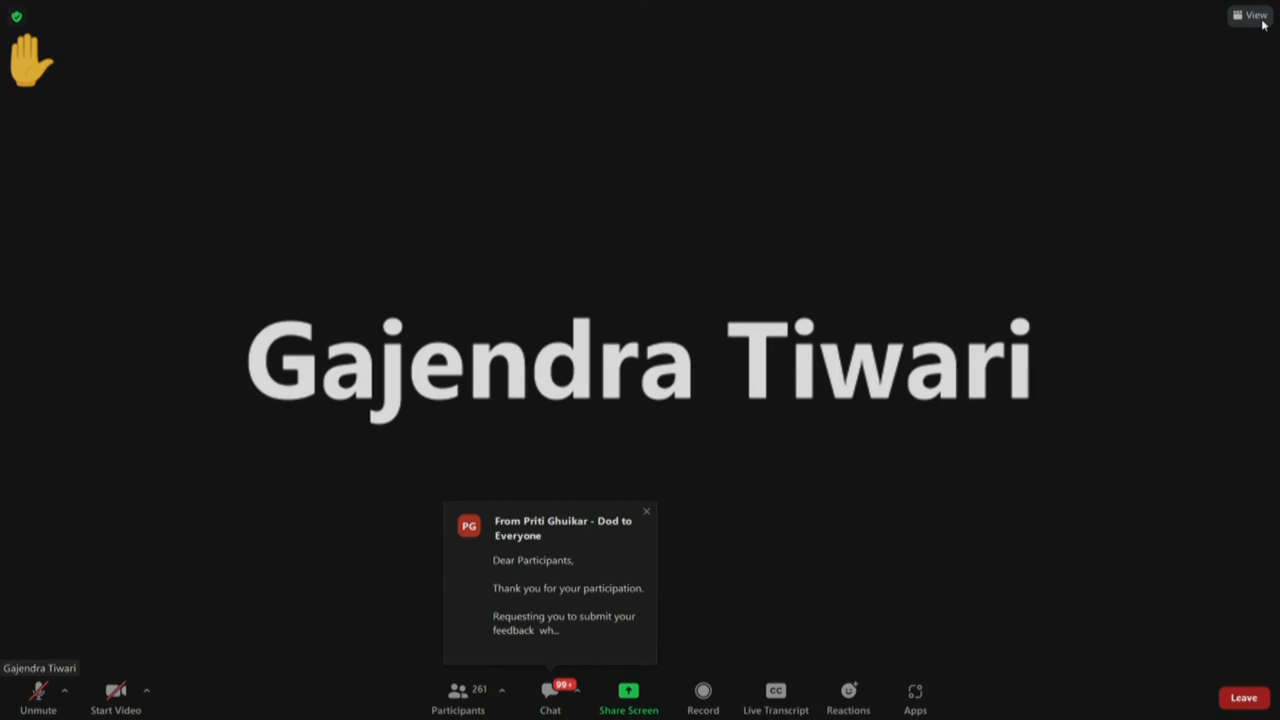 View
Gajendra Tiwari
PG
From Priti Ghuikar - Dod to
Everyone
Dear Participants,
Thank you for your participation.
Requesting you to submit your
feedback wh...
Gajendra Tiwari
Unmute
Start Video
261
Participants
99+
Chat
Share Screen
Record
CC
Live Transcript
Reactions
Apps
Leave